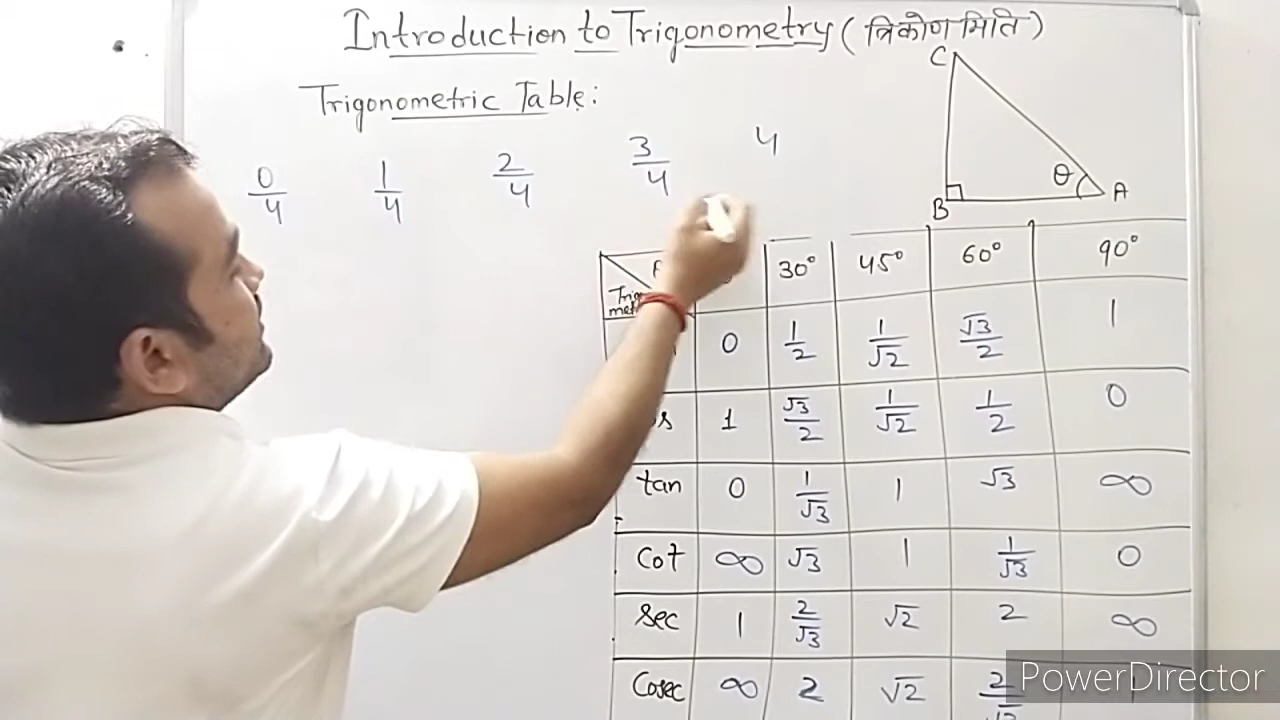 Introduction to Trigonometry ( त्रिकोण मिति )
Trigonometric Table:
0/4 1/4 2/4 3/4 4
C
θ
B A
30° 45° 60° 90°
0 1/2 1/√2 √3/2 1
1 √3/2 1/√2 1/2 0
tan 0 1/√3 1 √3 ∞
Cot ∞ √3 1 1/√3 0
sec 1 2/√3 √2 2 ∞
Cosec ∞ 2 √2
PowerDirector